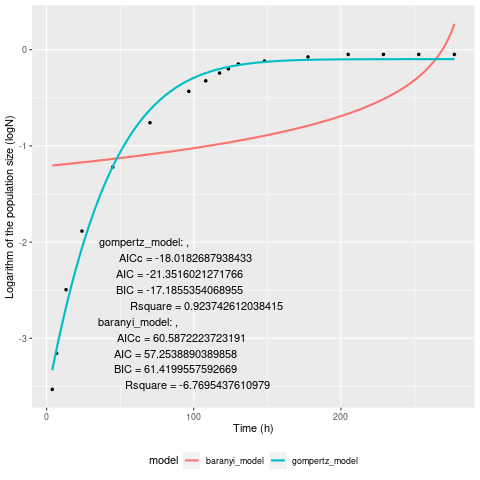 Logarithm of the population size (logN)
0
-1
-2
-3
gompertz_model: ,
AICc = -18.0182687938433
AIC = -21.3516021271766
BIC = -17.1855354068955
Rsquare = 0.923742612038415
baranyi_model: ,
AICc = 60.5872223723191
AIC = 57.2538890389858
BIC = 61.4199557592669
Rsquare = -6.7695437610979
0
100
200
Time (h)
model
baranyi_model
gompertz_model